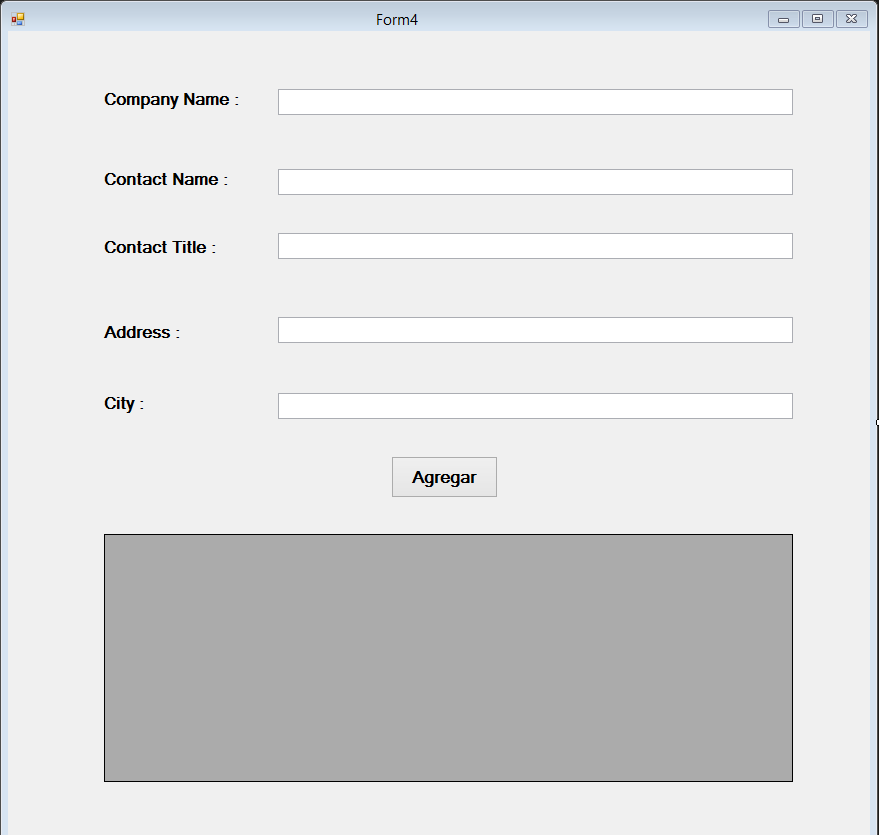 Form4
Company Name :
Contact Name :
Contact Title :
Address :
City :
Agregar